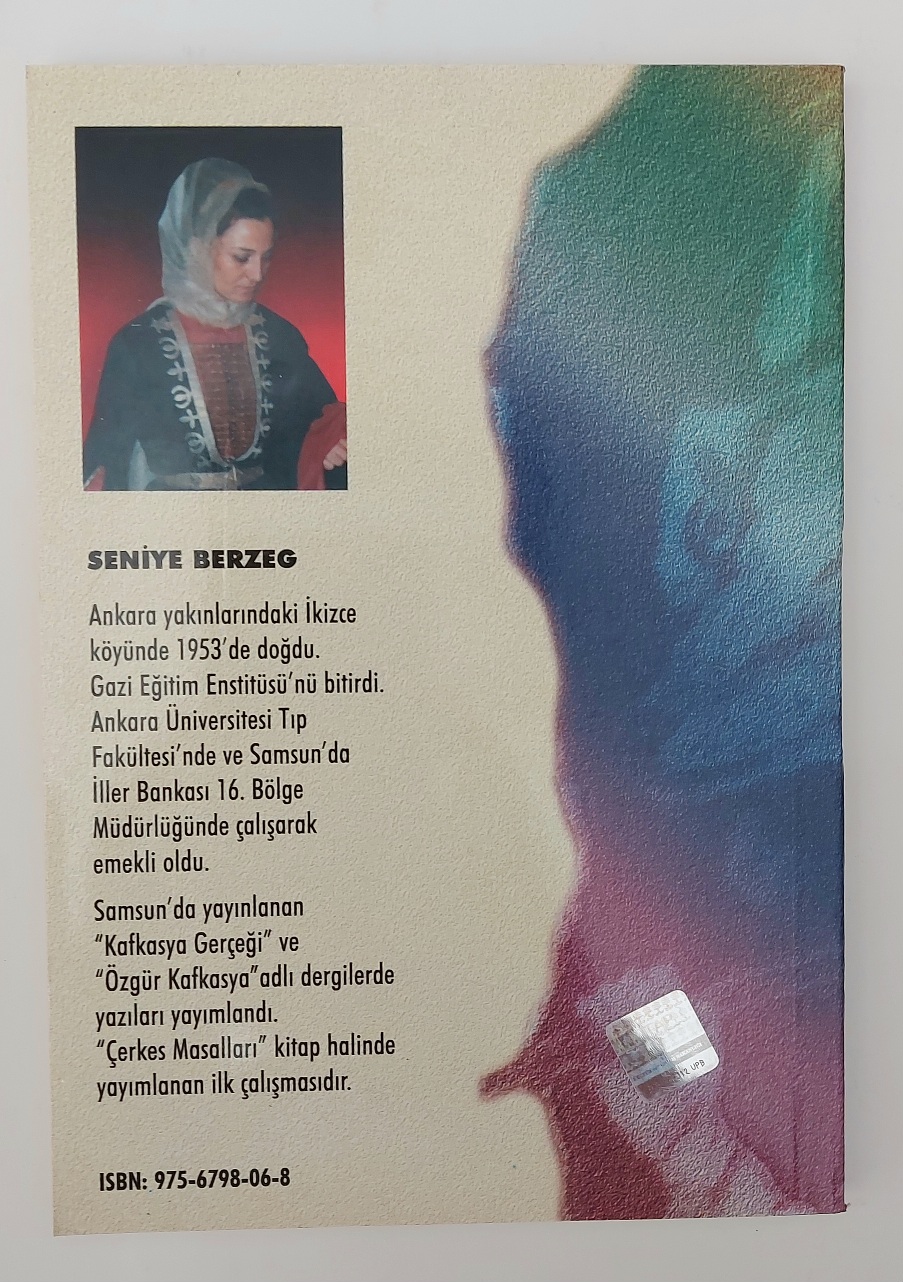 SENİYE BERZEG
Ankara yakınlarındaki İkizce
köyünde 1953'de doğdu.
Gazi Eğitim Enstitüsü'nü bitirdi.
Ankara Üniversitesi Tıp
Fakültesi'nde ve Samsun'da
İller Bankası 16. Bölge
Müdürlüğünde çalışarak
emekli oldu.
Samsun'da yayınlanan
"Kafkasya Gerçeği" ve
"Özgür Kafkasya"adlı dergilerde
yazıları yayımlandı.
"Çerkes Masalları" kitap halinde
yayımlanan ilk çalışmasıdır.
ISBN: 975-6798-06-8
UPB